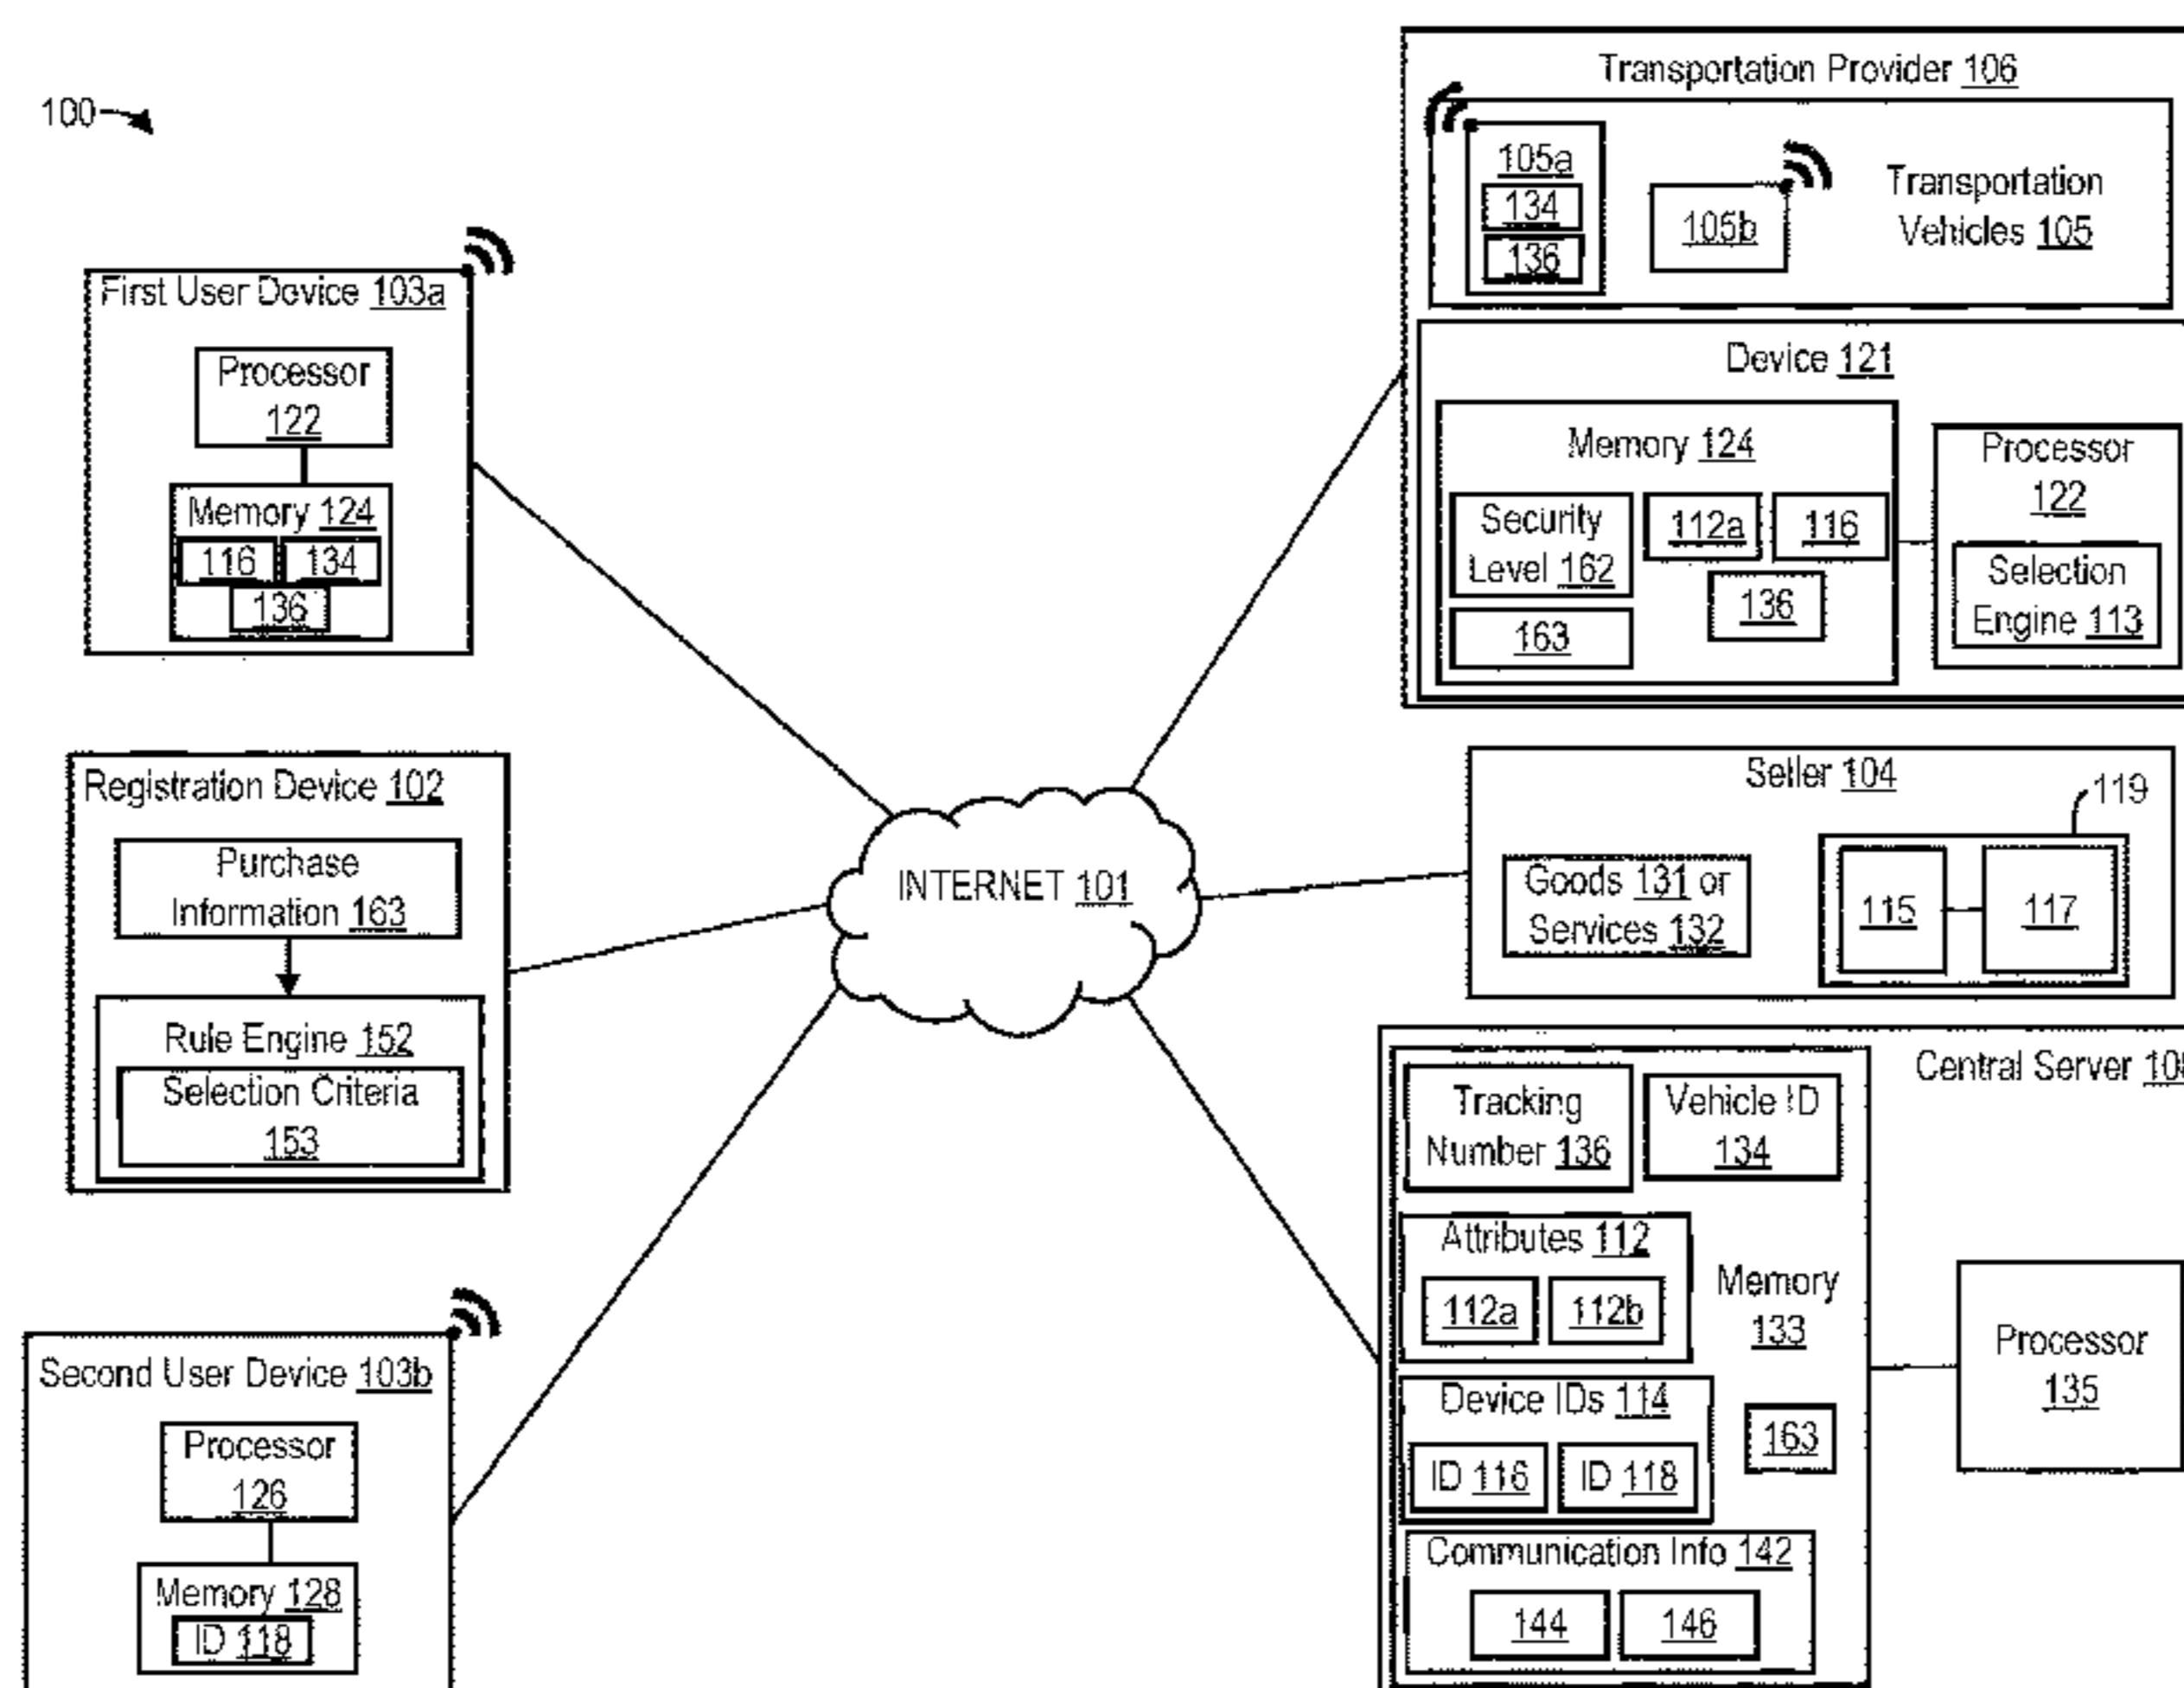 100
First User Device 103a
Processor
122
Memory 124
116 134
136
Registration Device 102
Purchase
Information 163
Rule Engine 152
Selection Criteria
153
Second User Device 103b
Processor
126
Memory 128
ID 118
INTERNET 101
Transportation Provider 106
105a
134
136
105b
Transportation
Vehicles 105
Device 121
Memory 124
Security
Level 162
112a 116
136
163
Processor
122
Selection
Engine 113
Seller 104
119
Goods 131 or
Services 132
115 117
Central Server
Tracking
Number 136
Vehicle ID
134
Attributes 112
112a 112b
Memory
133
Device IDs 114
ID 116 ID 118
163
Communication Info 142
144 146
Processor
135